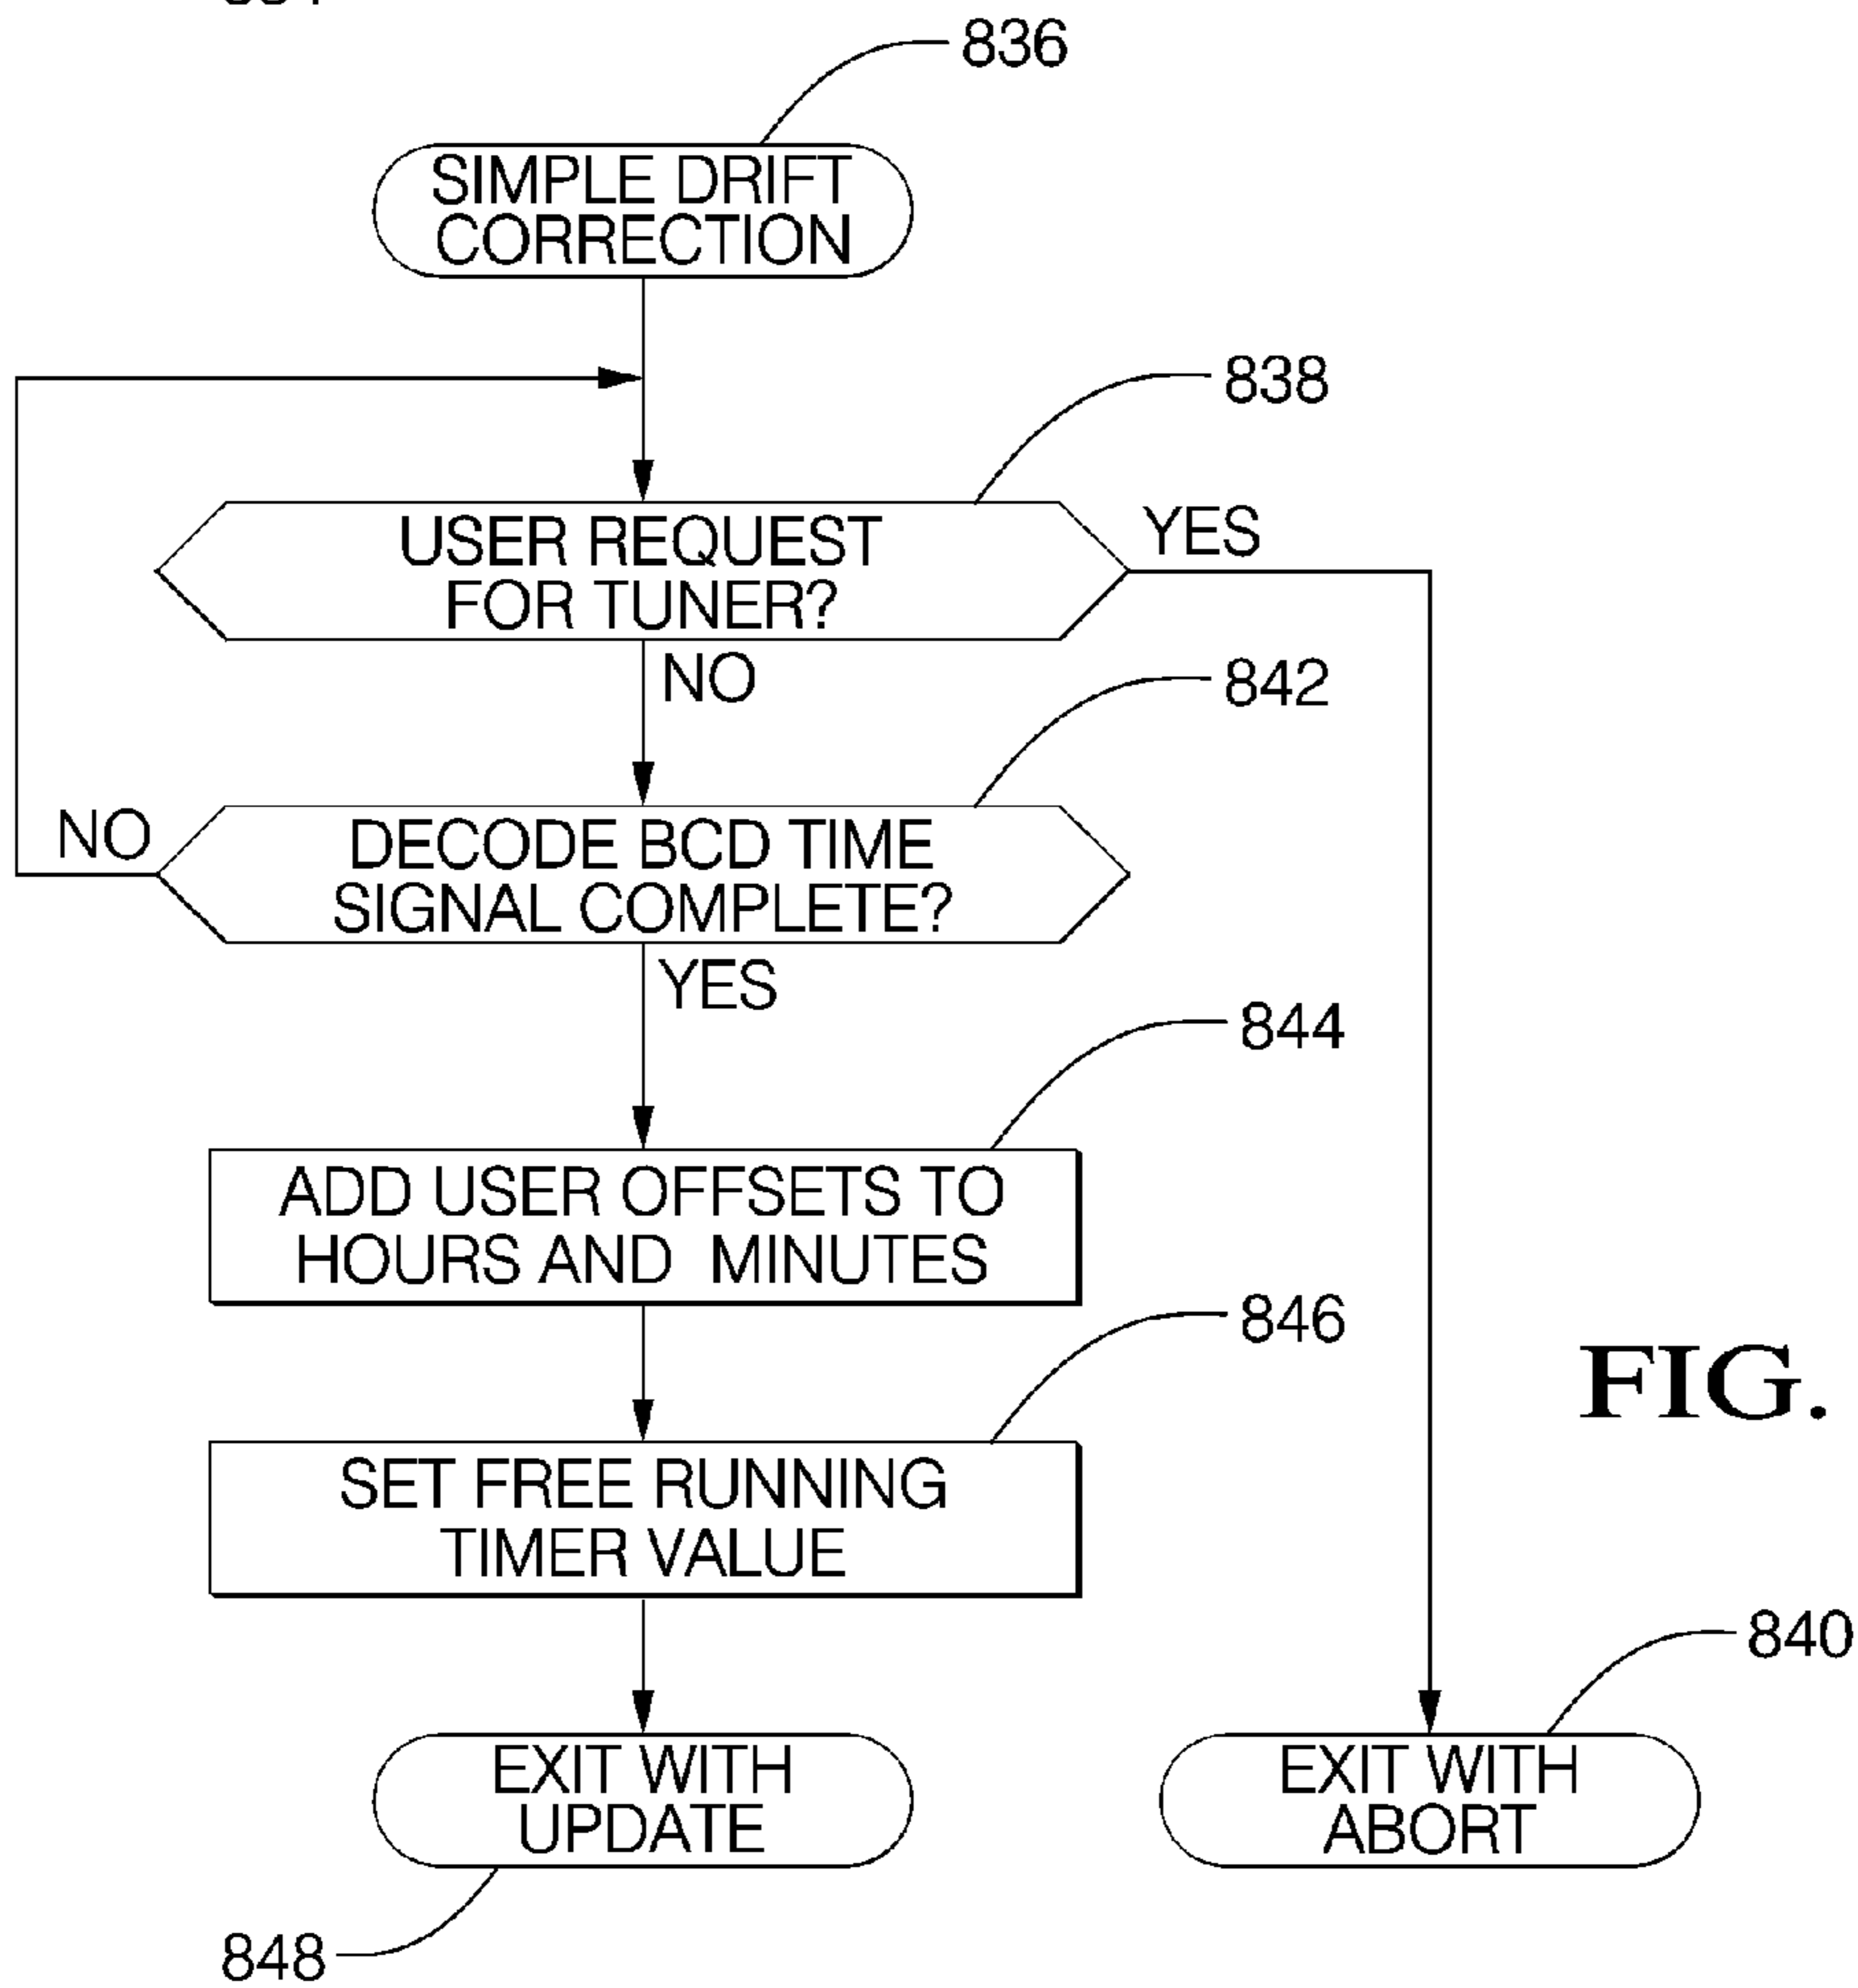 836
SIMPLE DRIFT
CORRECTION
838
USER REQUEST
FOR TUNER?
YES
NO
842
NO
DECODE BCD TIME
SIGNAL COMPLETE?
YES
844
ADD USER OFFSETS TO
HOURS AND MINUTES
846
FIG.
SET FREE RUNNING
TIMER VALUE
840
EXIT WITH
UPDATE
EXIT WITH
ABORT
848